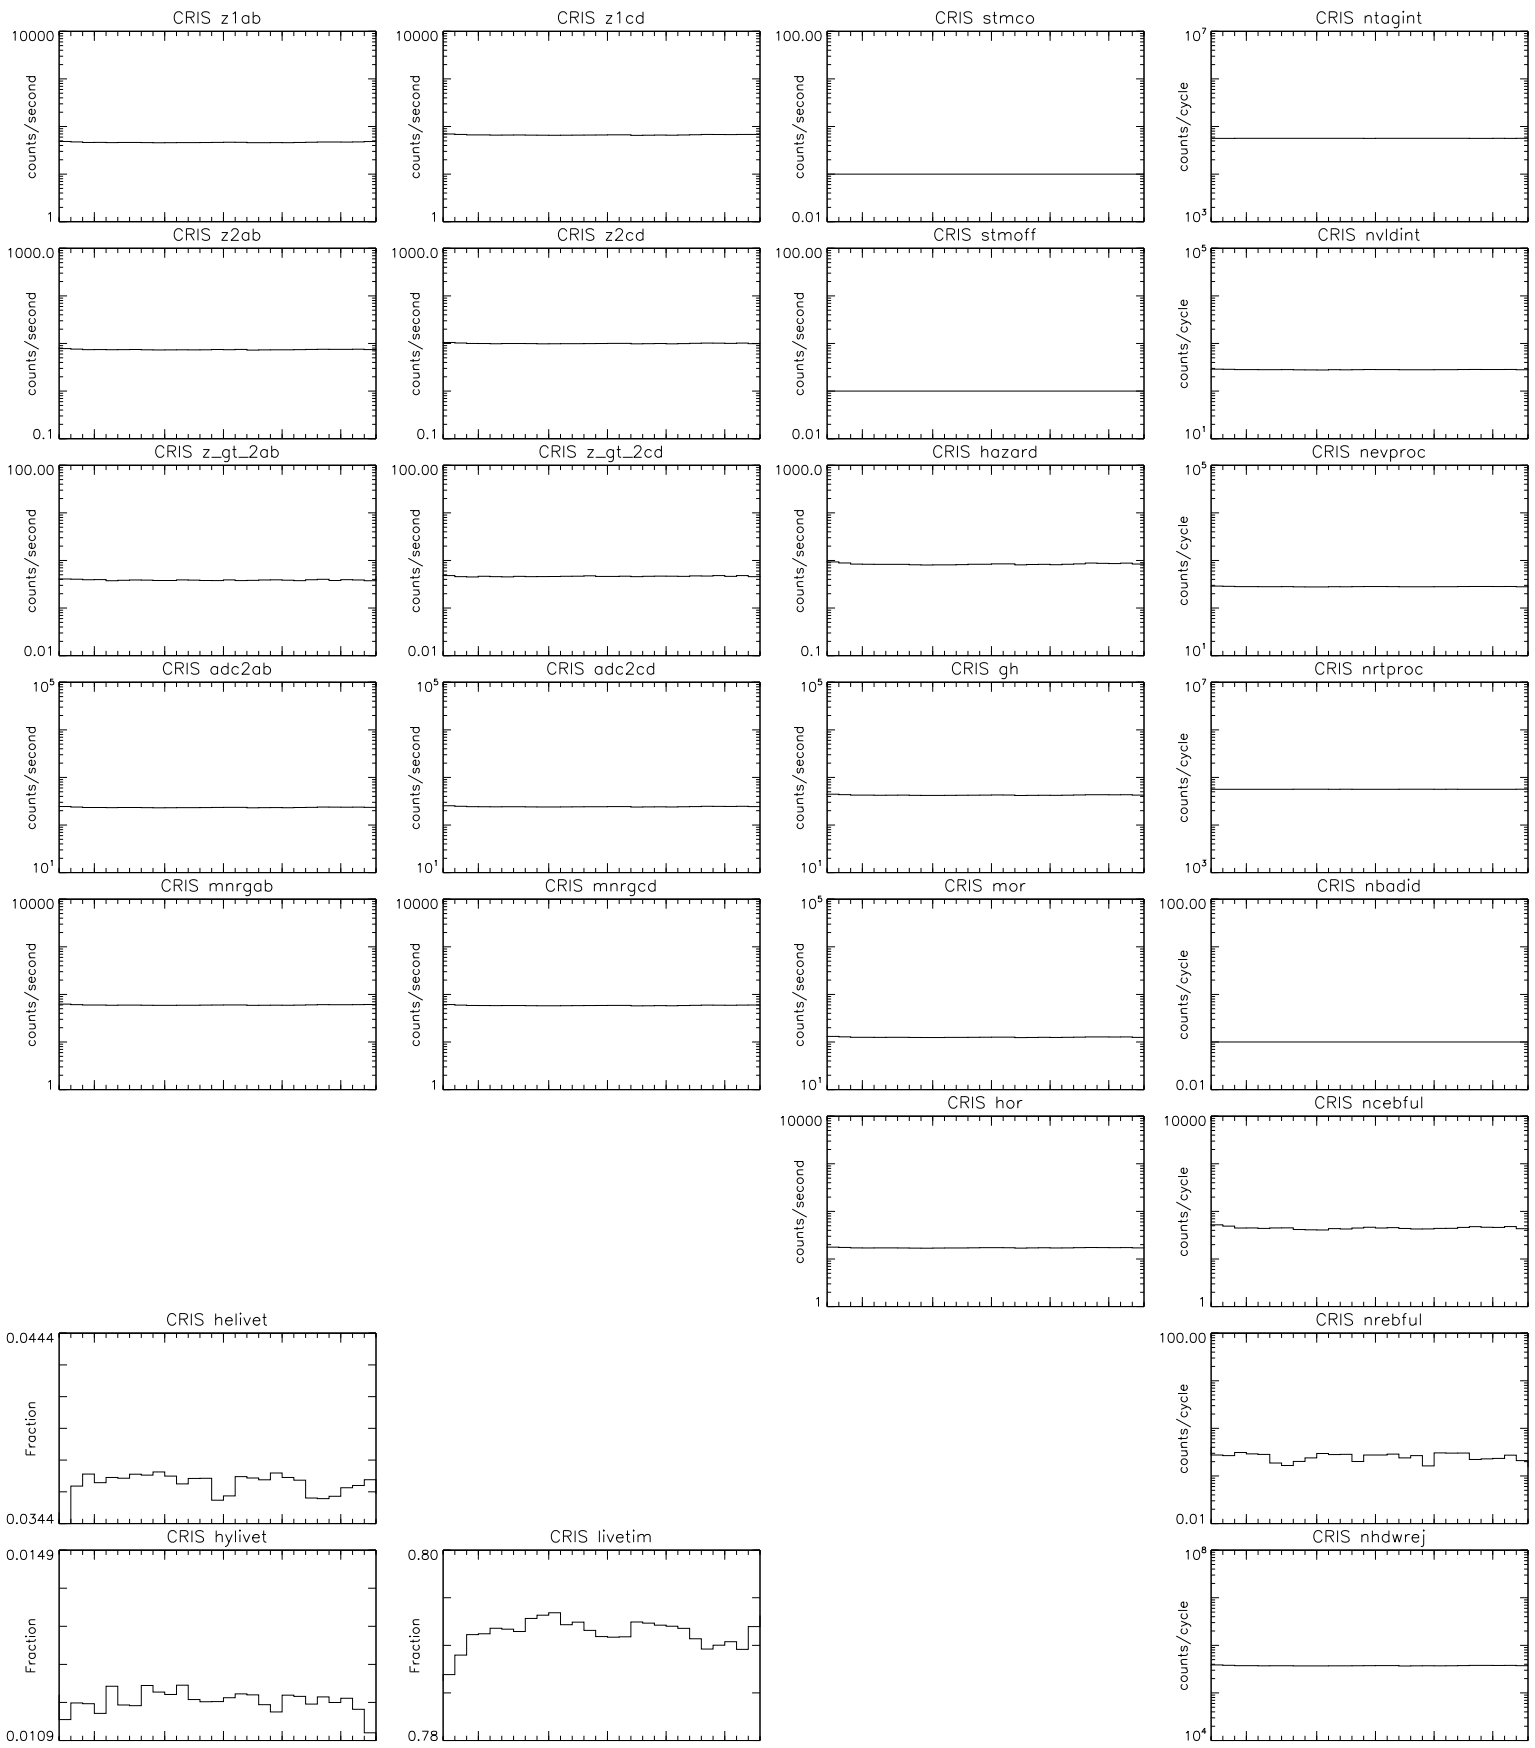 CRIS z1ab
10000
counts/second
1
CRIS z1cd
10000
counts/second
1
CRIS stmco
100.00
counts/second
0.01
CRIS ntagint
10^7
counts/cycle
10^3
CRIS z2ab
1000.0
counts/second
0.1
CRIS z2cd
1000.0
counts/second
0.1
CRIS stmoff
100.00
counts/second
0.01
CRIS nvldint
10^5
counts/cycle
10^1
CRIS z_gt_2ab
100.00
counts/second
0.01
CRIS z_gt_2cd
100.00
counts/second
0.01
CRIS hazard
1000.0
counts/second
0.1
CRIS nevproc
10^5
counts/cycle
10^1
CRIS adc2ab
10^5
counts/second
10^1
CRIS adc2cd
10^5
counts/second
10^1
CRIS gh
10^5
counts/second
10^1
CRIS nrtproc
10^7
counts/cycle
10^3
CRIS mnrgab
10000
counts/second
1
CRIS mnrgcd
10000
counts/second
1
CRIS mor
10^5
counts/second
10^1
CRIS nbadid
100.00
counts/cycle
0.01
CRIS hor
10000
counts/second
1
CRIS ncebful
10000
counts/cycle
1
CRIS helivet
0.0444
Fraction
0.0344
CRIS nrebful
100.00
counts/cycle
0.01
CRIS hylivet
0.0149
Fraction
0.0109
CRIS livetim
0.80
Fraction
0.78
CRIS nhdwrej
10^8
counts/cycle
10^4